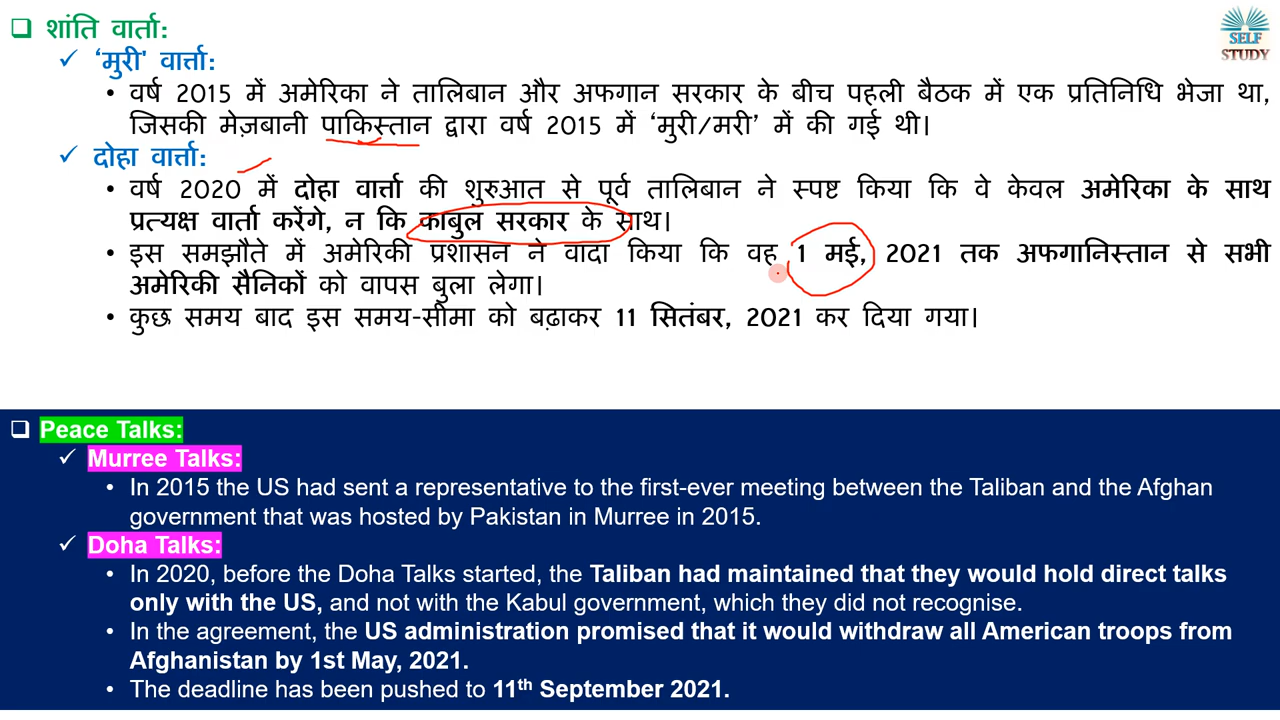 ❑ शांति वार्ता:
✓ ‘मुरी' वार्त्ता:
• वर्ष 2015 में अमेरिका ने तालिबान और अफगान सरकार के बीच पहली बैठक में एक प्रतिनिधि भेजा था,
जिसकी मेज़बानी पाकिस्तान द्वारा वर्ष 2015 में ‘मुरी/मरी’ में की गई थी।
✓ दोहा वार्त्ता:
• वर्ष 2020 में दोहा वार्त्ता की शुरुआत से पूर्व तालिबान ने स्पष्ट किया कि वे केवल अमेरिका के साथ
प्रत्यक्ष वार्ता करेंगे, न कि काबुल सरकार के साथ।
• इस समझौते में अमेरिकी प्रशासन ने वादा किया कि वह 1 मई, 2021 तक अफगानिस्तान से सभी
अमेरिकी सैनिकों को वापस बुला लेगा।
• कुछ समय बाद इस समय-सीमा को बढ़ाकर 11 सितंबर, 2021 कर दिया गया।
SELF
STUDY
❑ Peace Talks:
✓ Murree Talks:
• In 2015 the US had sent a representative to the first-ever meeting between the Taliban and the Afghan
government that was hosted by Pakistan in Murree in 2015.
✓ Doha Talks:
• In 2020, before the Doha Talks started, the Taliban had maintained that they would hold direct talks
only with the US, and not with the Kabul government, which they did not recognise.
• In the agreement, the US administration promised that it would withdraw all American troops from
Afghanistan by 1st May, 2021.
• The deadline has been pushed to 11th September 2021.